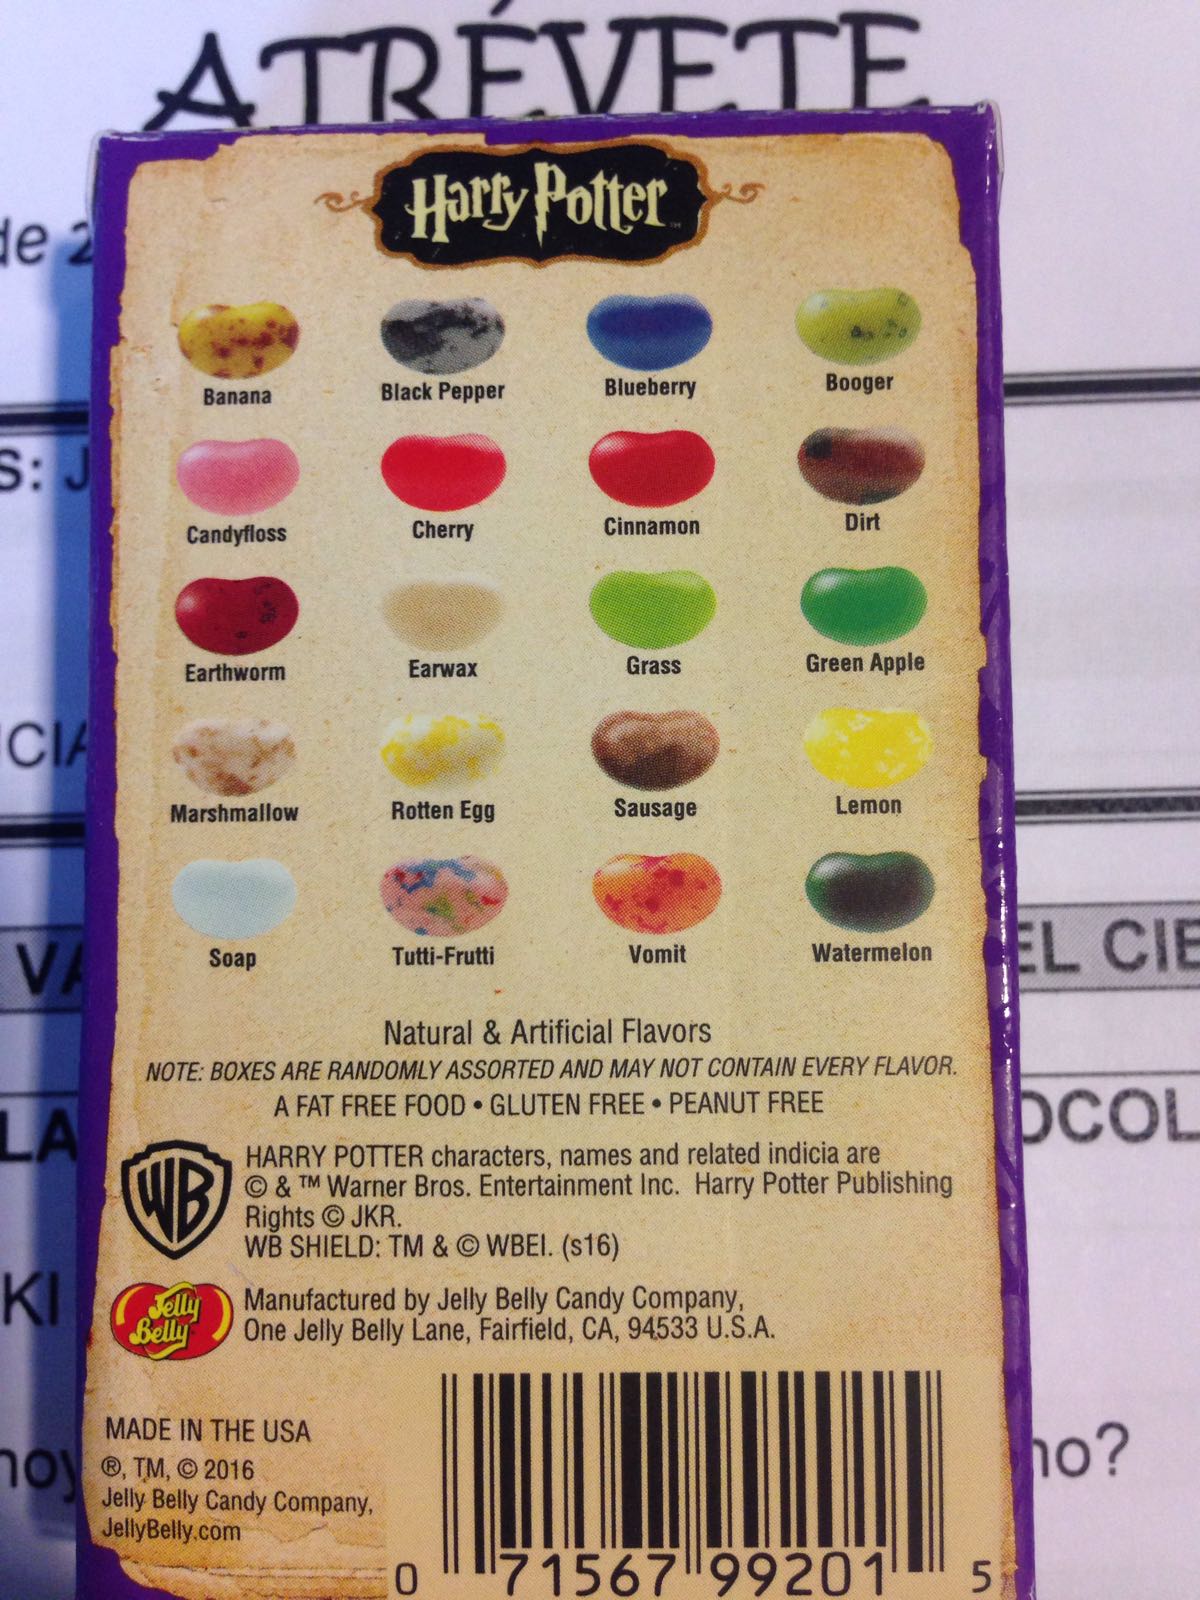 ATRÉVETE
de 2
Harry Potter™
Banana Black Pepper Blueberry Booger
S: J
Candyfloss Cherry Cinnamon Dirt
Earthworm Earwax Grass Green Apple
UCIA
Marshmallow Rotten Egg Sausage Lemon
Soap Tutti-Frutti Vomit Watermelon
VA
EL CIE
Natural & Artificial Flavors
NOTE: BOXES ARE RANDOMLY ASSORTED AND MAY NOT CONTAIN EVERY FLAVOR.
A FAT FREE FOOD • GLUTEN FREE • PEANUT FREE
LA
OCOL
WB
HARRY POTTER characters, names and related indicia are
© & ™ Warner Bros. Entertainment Inc. Harry Potter Publishing
Rights © JKR.
WB SHIELD: TM & © WBEI. (s16)
KI
Jelly
Belly
Manufactured by Jelly Belly Candy Company,
One Jelly Belly Lane, Fairfield, CA, 94533 U.S.A.
MADE IN THE USA
®, TM, © 2016
Jelly Belly Candy Company,
JellyBelly.com
hoy
no?
0 71567 99201 5